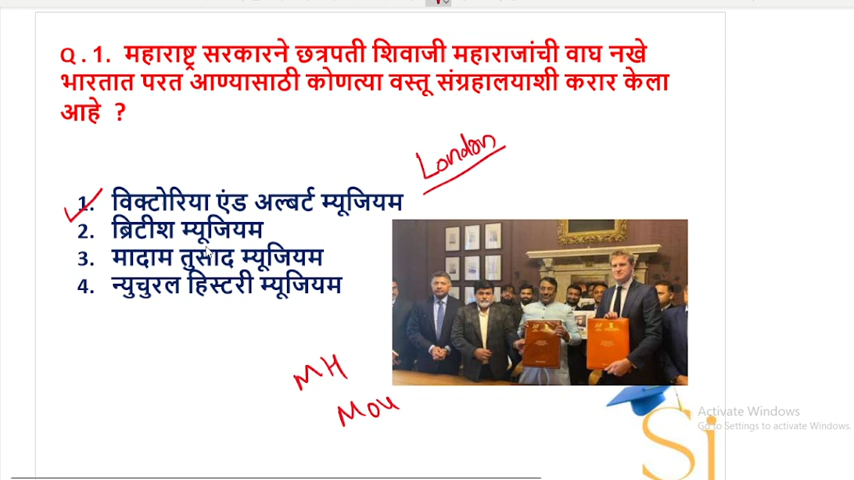 Q . 1. महाराष्ट्र सरकारने छत्रपती शिवाजी महाराजांची वाघ नखे
भारतात परत आण्यासाठी कोणत्या वस्तू संग्रहालयाशी करार केला
आहे ?
London
1. विक्टोरिया एंड अल्बर्ट म्यूजियम
2. ब्रिटीश म्यूजियम
3. मादाम तुसाद म्यूजियम
4. न्युचुरल हिस्टरी म्यूजियम
MH
Mou
Activate Windows
Go to Settings to activate Windows.
Si